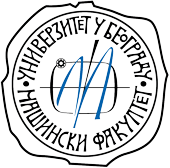 УНИВЕРЗИТЕТ У БЕОГРАДУ
МАШИНСКИ ФАКУЛТЕТ